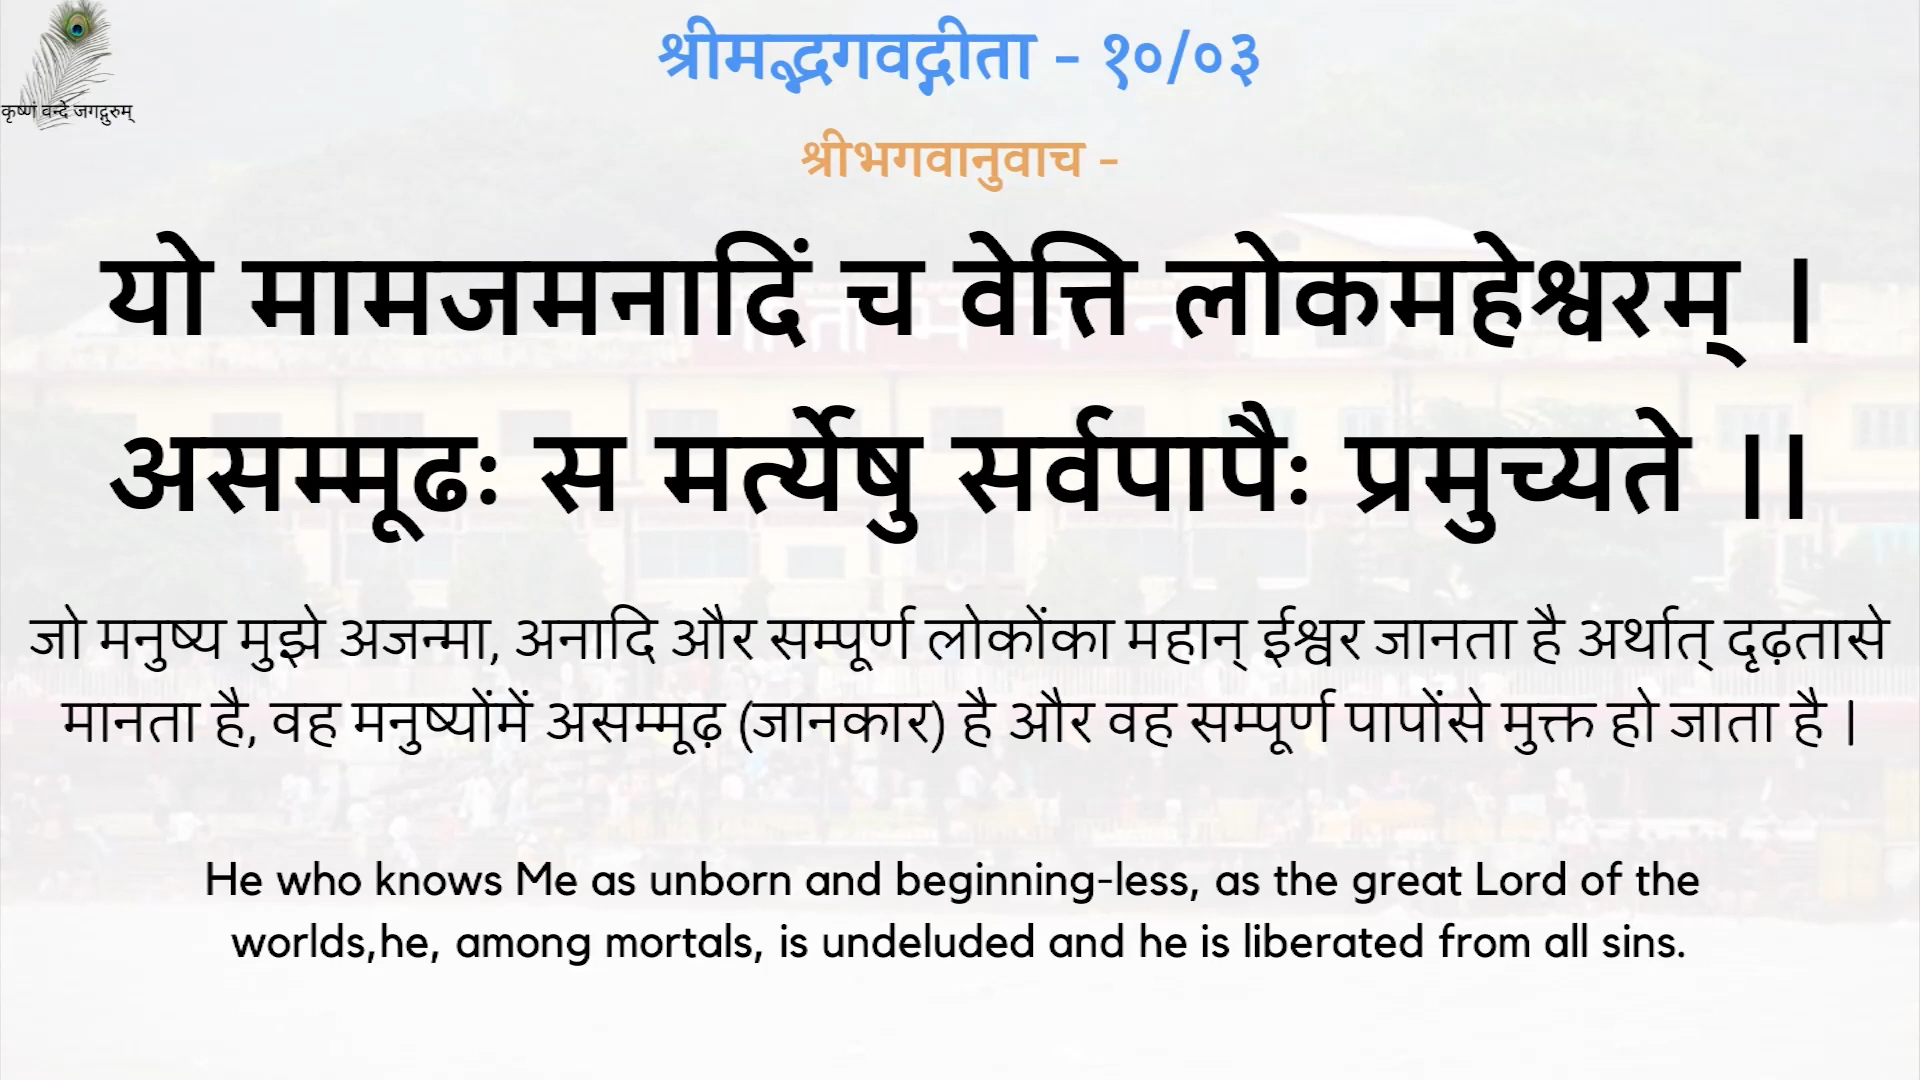 श्रीमद्भगवद्गीता - १०/०३
कृष्णं वन्दे जगद्गुरुम्
श्रीभगवानुवाच -
यो मामजमनादिं च वेत्ति लोकमहेश्वरम् ।
असम्मूढः स मर्त्येषु सर्वपापैः प्रमुच्यते ।।
जो मनुष्य मुझे अजन्मा, अनादि और सम्पूर्ण लोकोंका महान् ईश्वर जानता है अर्थात् दृढ़तासे
मानता है, वह मनुष्योंमें असम्मूढ़ (जानकार) है और वह सम्पूर्ण पापोंसे मुक्त हो जाता है ।
He who knows Me as unborn and beginning-less, as the great Lord of the
worlds,he, among mortals, is undeluded and he is liberated from all sins.